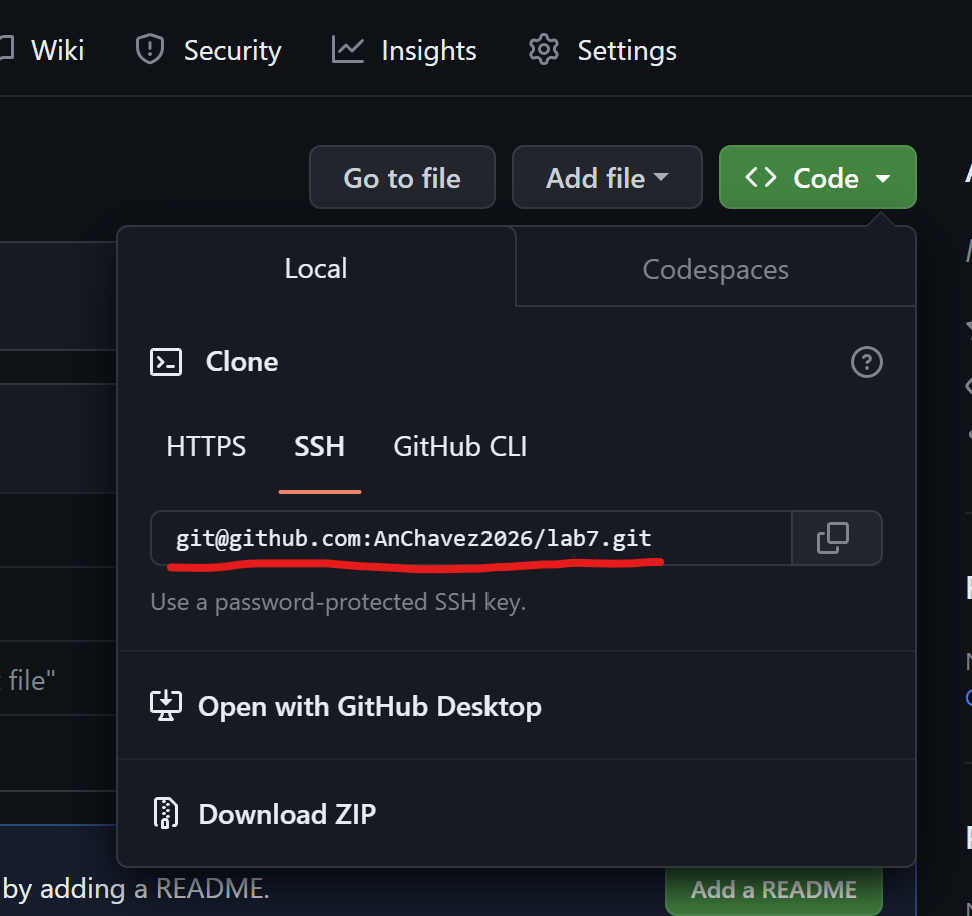 Wiki Security Insights Settings
Go to file Add file Code
Local Codespaces
Clone
HTTPS SSH GitHub CLI
git@github.com:AnChavez2026/lab7.git
Use a password-protected SSH key.
file"
Open with GitHub Desktop
Download ZIP
by adding a README.
Add a README